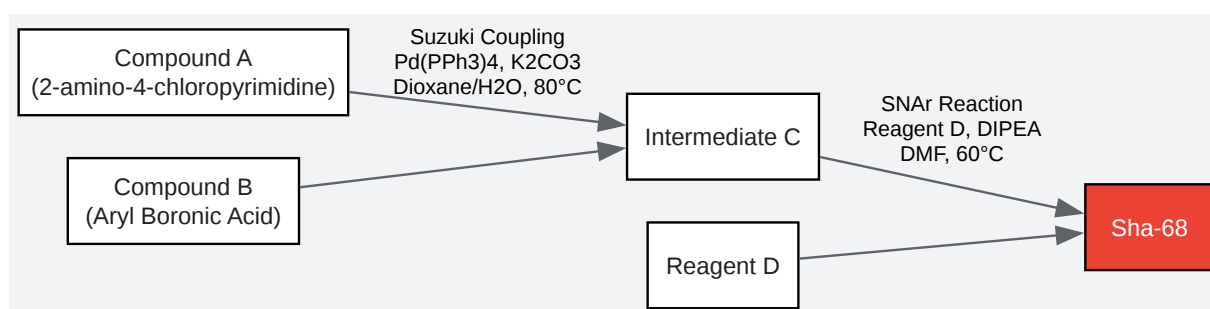 Compound A
(2-amino-4-chloropyrimidine)
Suzuki Coupling
Pd(PPh3)4, K2CO3
Dioxane/H2O, 80°C
Compound B
(Aryl Boronic Acid)
Intermediate C
SNAr Reaction
Reagent D, DIPEA
DMF, 60°C
Reagent D
Sha-68